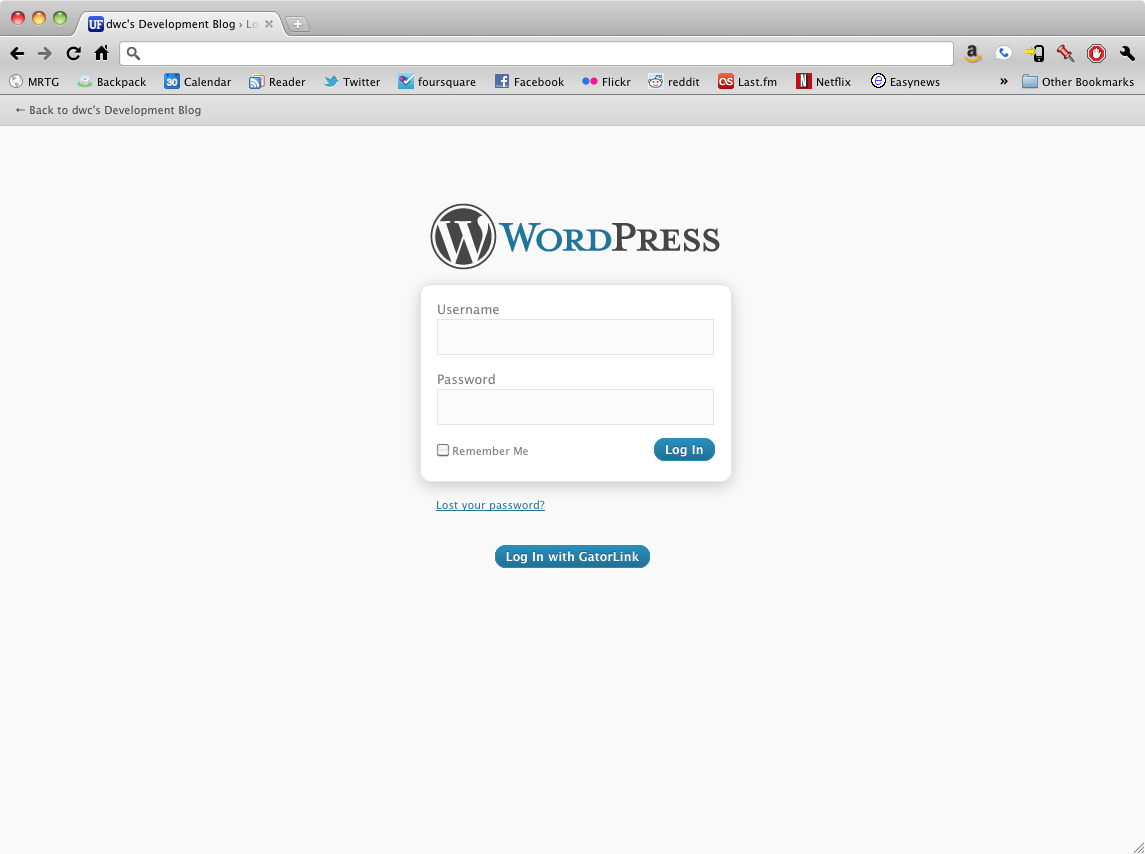 UF dwc's Development Blog › Lo
MRTG Backpack 30 Calendar Reader Twitter foursquare Facebook Flickr reddit Last.fm Netflix Easynews » Other Bookmarks
← Back to dwc's Development Blog
WORDPRESS
Username
Password
Remember Me Log In
Lost your password?
Log In with GatorLink